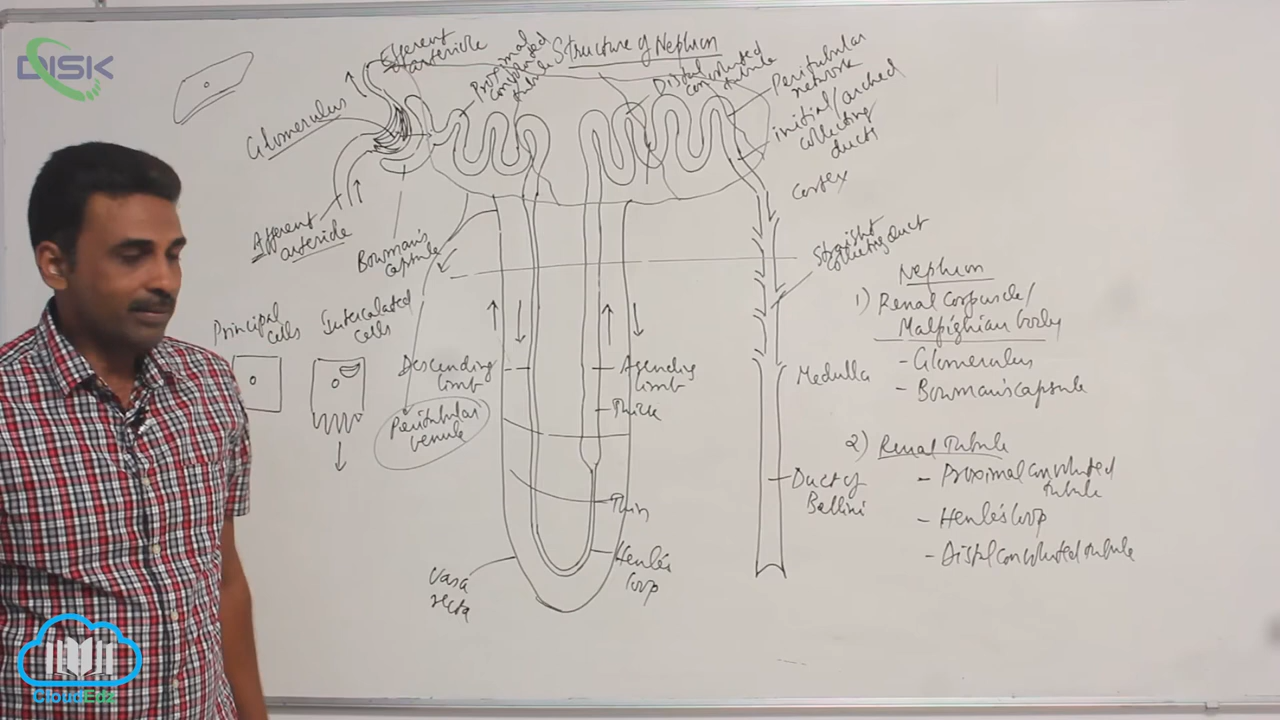 DISK
Structure of Nephron
Efferent
arteriole
Proximal
convoluted
tubule
Distal
convoluted
tubule
Peritubular
network
initial/arched
collecting
ducts
Glomerulus
Afferent
arteriole
Bowman's
capsule
Cortex
Straight
collecting duct
Principal
cells
Intercalated
cells
Descending
limb
Asending
limb
Thick
Peritubular
venule
Medulla
Duct of
Bellini
Thin
Henle's
loop
Vasa
recta
Nephron
1) Renal Corpuscle/
Malpighian body
- Glomerulus
- Bowman's capsule
2) Renal Tubule
- Proximal convoluted
tubule
- Henle's loop
- Distal convoluted tubule
CloudEdz